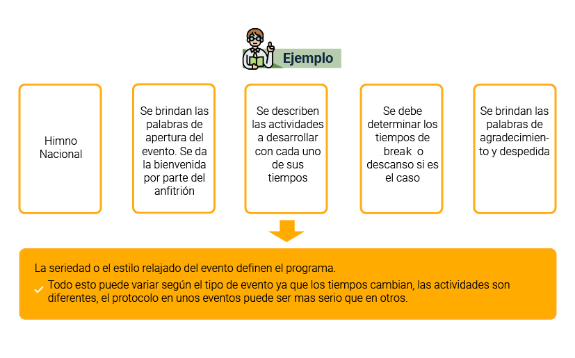 Ejemplo
Himno
Nacional
Se brindan las
palabras de
apertura del
evento. Se da
la bienvenida
por parte del
anfitrión
Se describen
las actividades
a desarrollar
con cada uno
de sus
tiempos
Se debe
determinar los
tiempos de
break o
descanso si es
el caso
Se brindan las
palabras de
agradecimien-
to y despedida
La seriedad o el estilo relajado del evento definen el programa.
Todo esto puede variar según el tipo de evento ya que los tiempos cambian, las actividades son
diferentes, el protocolo en unos eventos puede ser mas serio que en otros.